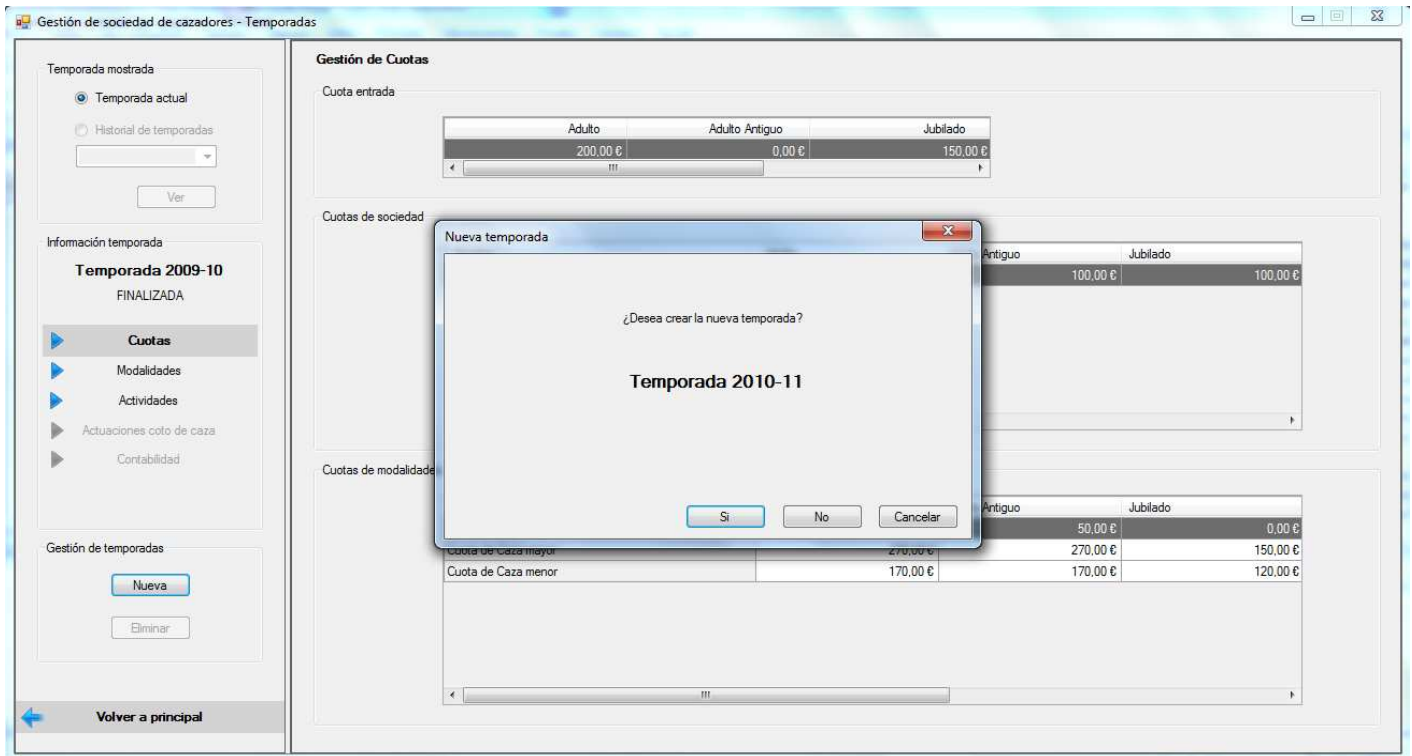 Gestión de sociedad de cazadores - Temporadas
Temporada mostrada
Temporada actual
Historial de temporadas
Ver
Información temporada
Temporada 2009-10
FINALIZADA
Cuotas
Modalidades
Actividades
Actuaciones coto de caza
Contabilidad
Gestión de temporadas
Nueva
Eliminar
Volver a principal
Gestión de Cuotas
Cuota entrada
Adulto Adulto Antiguo Jubilado
200,00 € 0,00 € 150,00 €
Cuotas de sociedad
Antiguo Jubilado
100,00 € 100,00 €
Nueva temporada
¿Desea crear la nueva temporada?
Temporada 2010-11
Si No Cancelar
Cuotas de modalidade
Antiguo Jubilado
50,00 € 0,00 €
Cuota de Caza mayor 270,00 € 270,00 € 150,00 €
Cuota de Caza menor 170,00 € 170,00 € 120,00 €